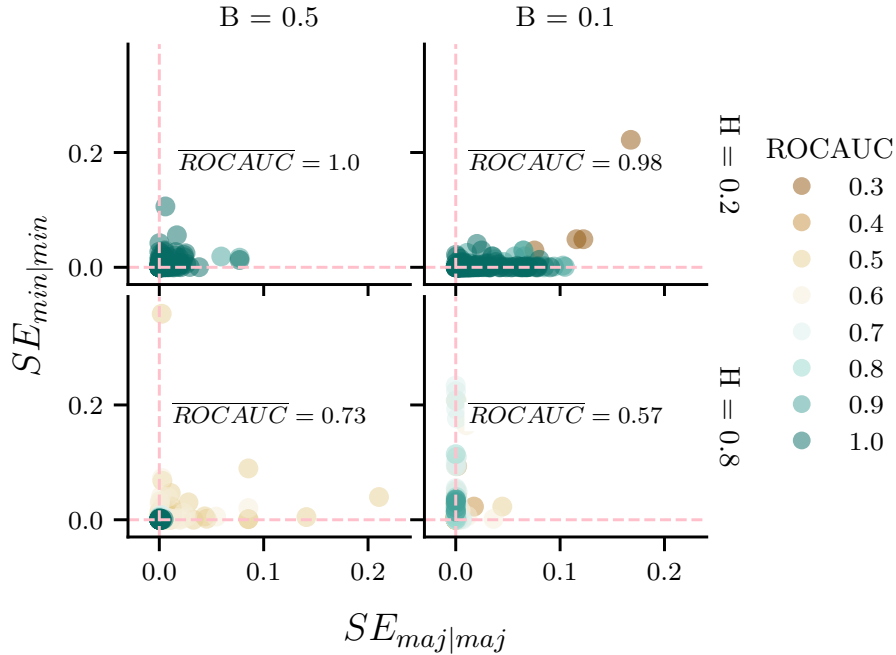 B = 0.5
B = 0.1
0.2
0.0
0.2
0.0
SE_{min|min}
\overline{ROCAUC} = 1.0
\overline{ROCAUC} = 0.98
\overline{ROCAUC} = 0.73
\overline{ROCAUC} = 0.57
H = 0.2
H = 0.8
0.0
0.1
0.2
0.0
0.1
0.2
SE_{maj|maj}
ROCAUC
0.3
0.4
0.5
0.6
0.7
0.8
0.9
1.0